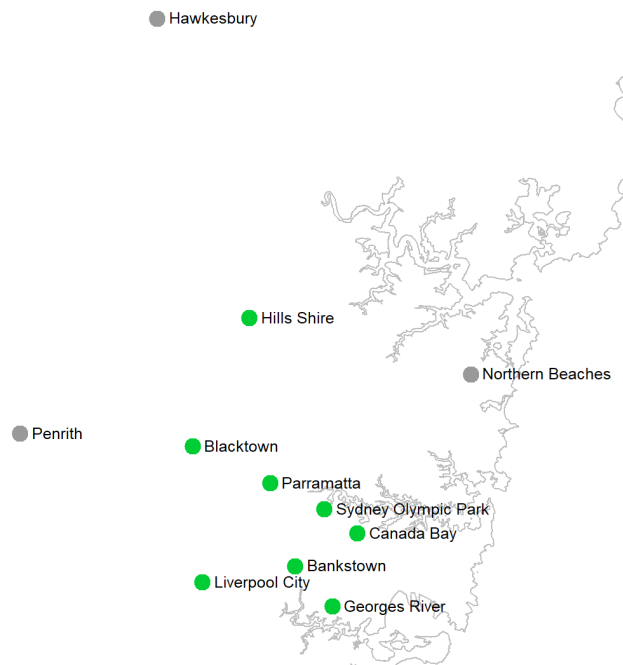 Hawkesbury
Hills Shire
Northern Beaches
Penrith
Blacktown
Parramatta
Sydney Olympic Park
Canada Bay
Bankstown
Liverpool City
Georges River